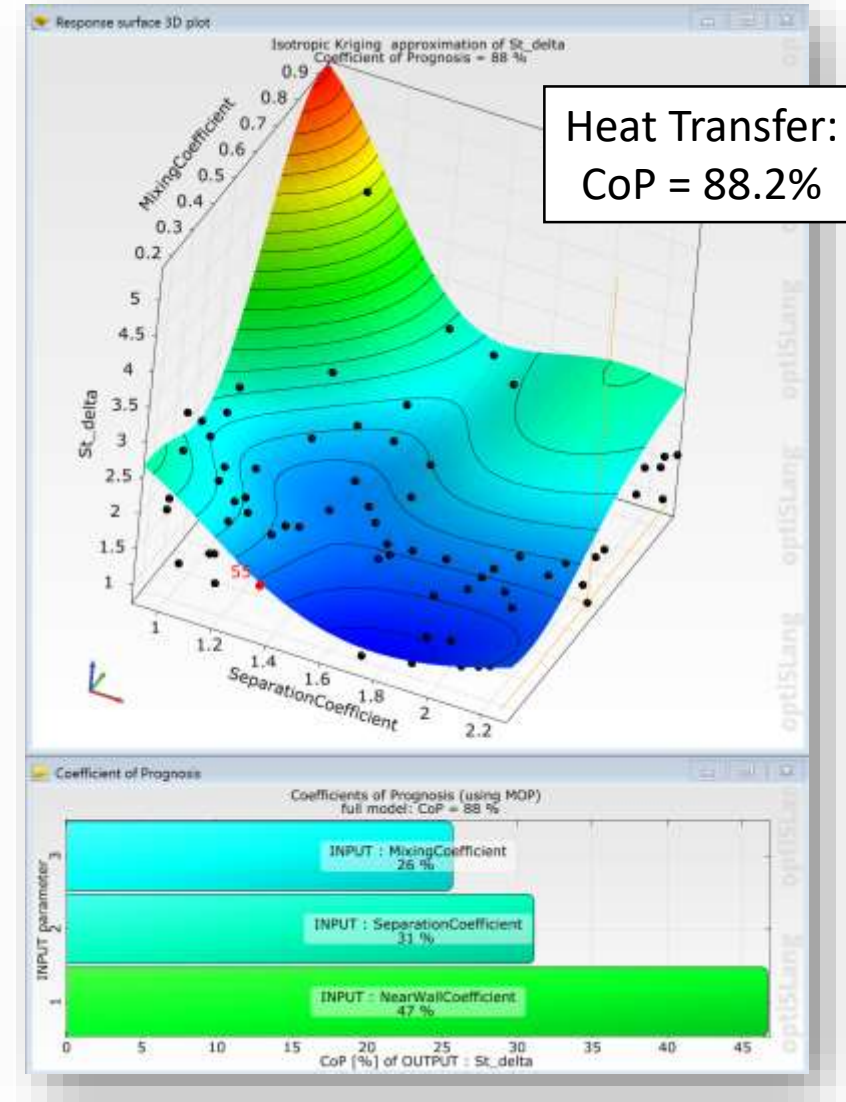 Response surface 3D plot
Isotropic Kriging approximation of St_delta
Coefficient of Prognosis = 88 %
Heat Transfer:
CoP = 88.2%
MixingCoefficient
0.9
0.8
0.7
0.6
0.5
0.4
0.3
0.2
St_delta
5
4.5
4
3.5
3
2.5
2
1.5
1
55
1
1.2
1.4
1.6
1.8
2
2.2
SeparationCoefficient
optiSLang
optiSLang
optiSLang
Coefficient of Prognosis
Coefficients of Prognosis (using MOP)
full model: CoP = 88 %
INPUT parameter
3
2
1
INPUT : MixingCoefficient
26 %
INPUT : SeparationCoefficient
31 %
INPUT : NearWallCoefficient
47 %
0 5 10 15 20 25 30 35 40 45
CoP [%] of OUTPUT : St_delta
optiSLang